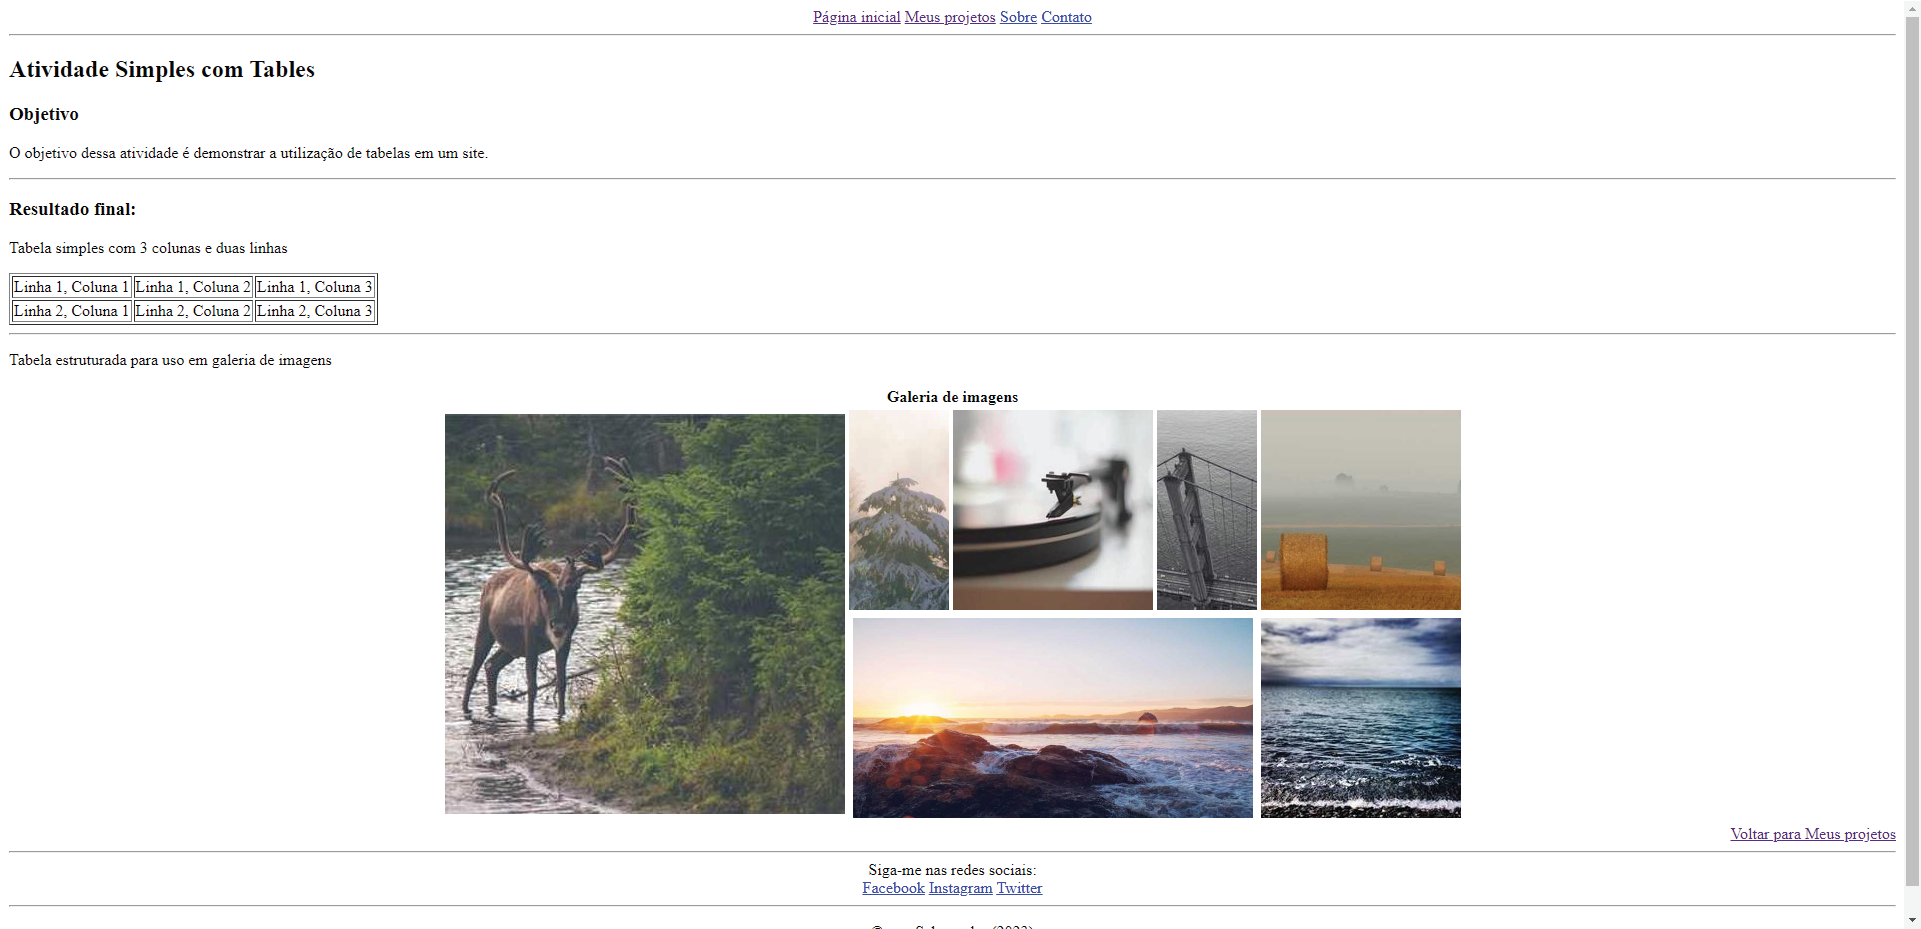 Página inicial Meus projetos Sobre Contato
Atividade Simples com Tables
Objetivo
O objetivo dessa atividade é demonstrar a utilização de tabelas em um site.
Resultado final:
Tabela simples com 3 colunas e duas linhas
Linha 1, Coluna 1 Linha 1, Coluna 2 Linha 1, Coluna 3
Linha 2, Coluna 1 Linha 2, Coluna 2 Linha 2, Coluna 3
Tabela estruturada para uso em galeria de imagens
Galeria de imagens
Voltar para Meus projetos
Siga-me nas redes sociais:
Facebook Instagram Twitter